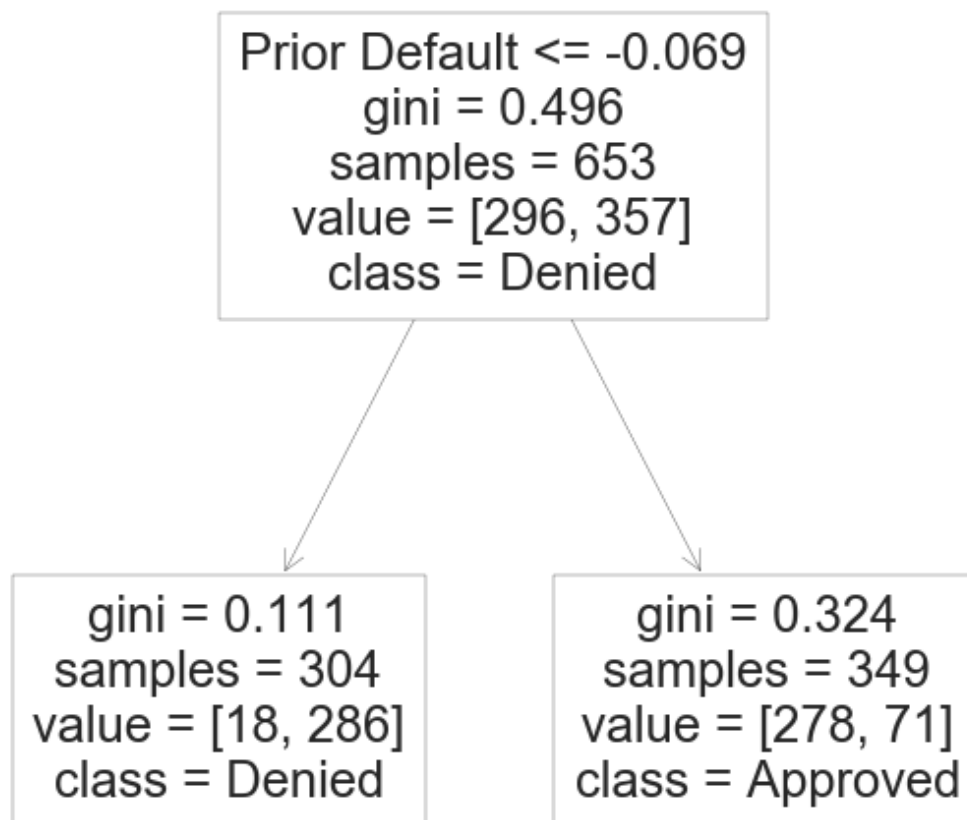 Prior Default <= -0.069
gini = 0.496
samples = 653
value = [296, 357]
class = Denied
gini = 0.111
samples = 304
value = [18, 286]
class = Denied
gini = 0.324
samples = 349
value = [278, 71]
class = Approved